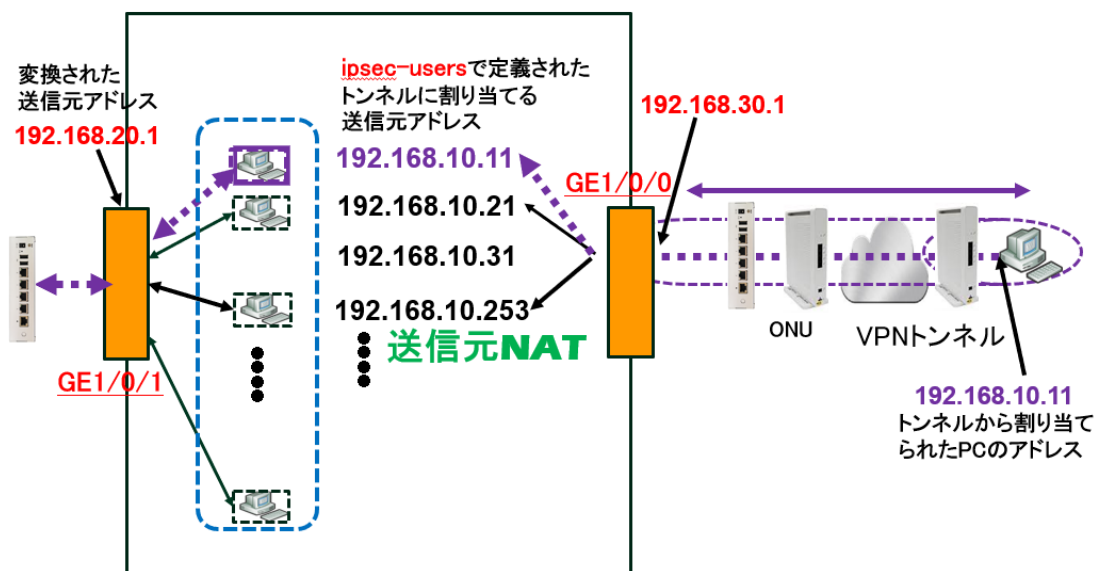 変換された
送信元アドレス
192.168.20.1
ipsec-usersで定義された
トンネルに割り当てる
送信元アドレス
192.168.30.1
192.168.10.11
GE1/0/0
192.168.10.21
192.168.10.31
192.168.10.253
送信元NAT
ONU
VPNトンネル
GE1/0/1
192.168.10.11
トンネルから割り当て
られたPCのアドレス